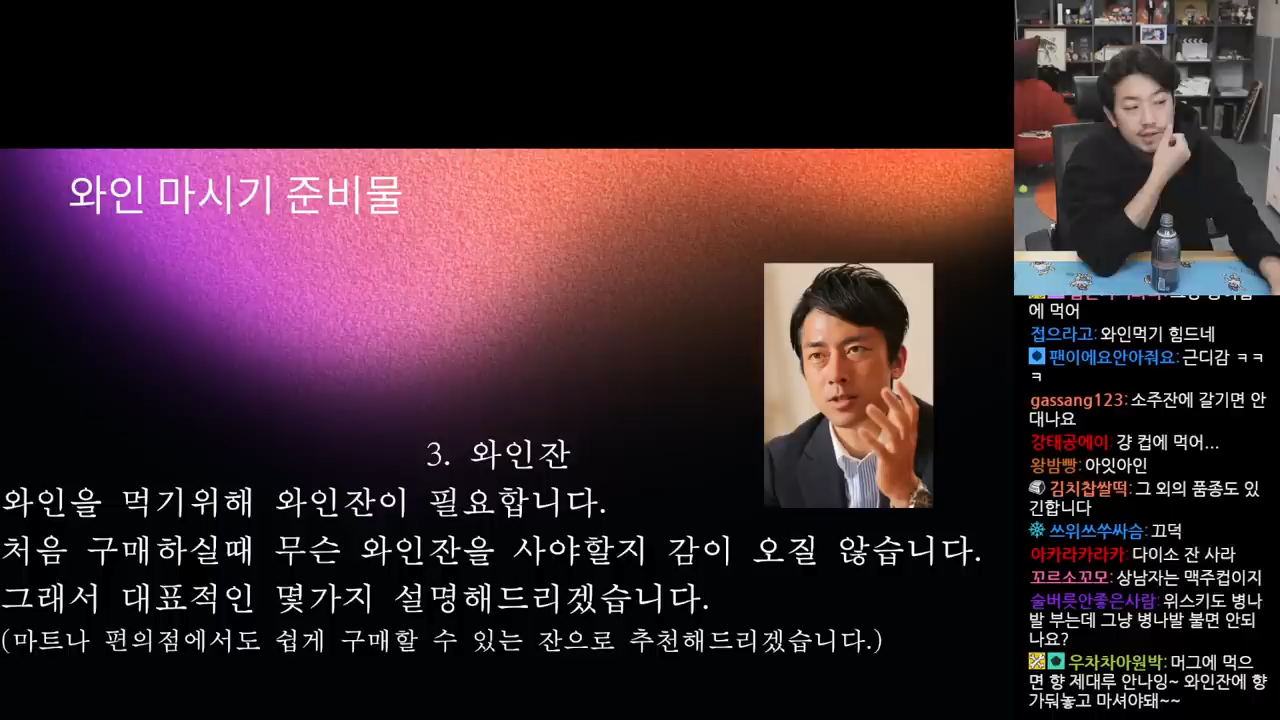 와인 마시기 준비물
3. 와인잔
와인을 먹기위해 와인잔이 필요합니다.
처음 구매하실때 무슨 와인잔을 사야할지 감이 오질 않습니다.
그래서 대표적인 몇가지 설명해드리겠습니다.
(마트나 편의점에서도 쉽게 구매할 수 있는 잔으로 추천해드리겠습니다.)
에 먹어
접으라고: 와인먹기 힘드네
팬이에요안아줘요: 근디감 ㅋㅋ
ㅋ
gassang123: 소주잔에 갈기면 안
대나요
강태공에이: 걍 컵에 먹어...
왕밤빵: 아잇아인
김치찹쌀떡: 그 외의 품종도 있
긴합니다
쓰위쓰쑤싸슴: 끄덕
아카라카라카: 다이소 잔 사라
꼬르소꼬모: 상남자는 맥주컵이지
술버릇안좋은사람: 위스키도 병나
발 부는데 그냥 병나발 불면 안되
나요?
우차차아원박: 머그에 먹으
면 향 제대루 안나잉~ 와인잔에 향
가둬놓고 마셔야돼~~